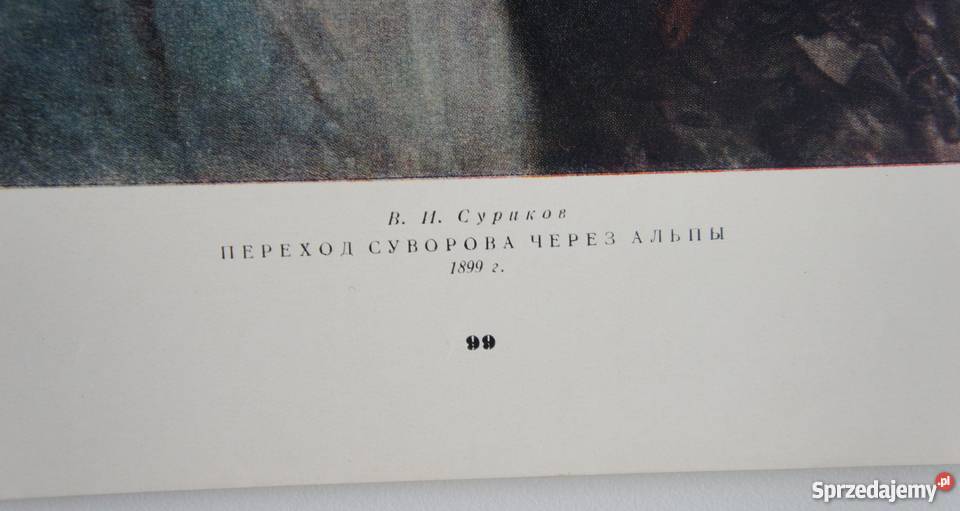 В. И. Суриков
ПЕРЕХОД СУВОРОВА ЧЕРЕЗ АЛЬПЫ
1899 г.
99
Sprzedajemy.pl